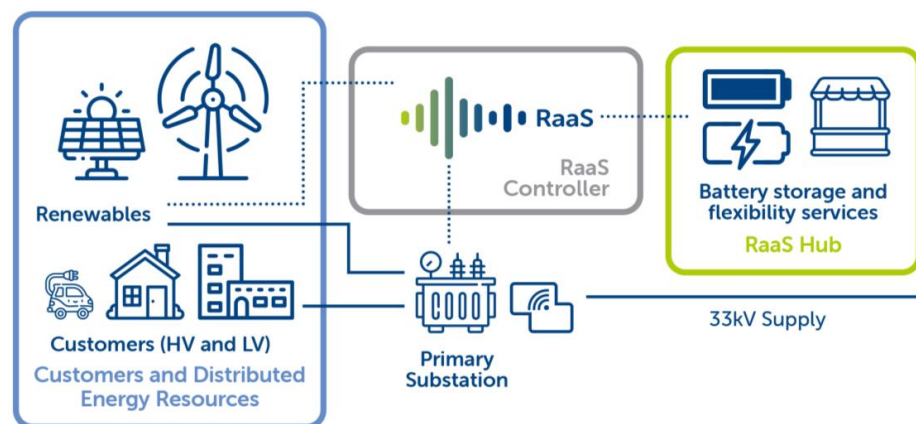 Renewables
Customers (HV and LV)
Customers and Distributed
Energy Resources
RaaS
RaaS
Controller
Primary
Substation
Battery storage and
flexibility services
RaaS Hub
33kV Supply